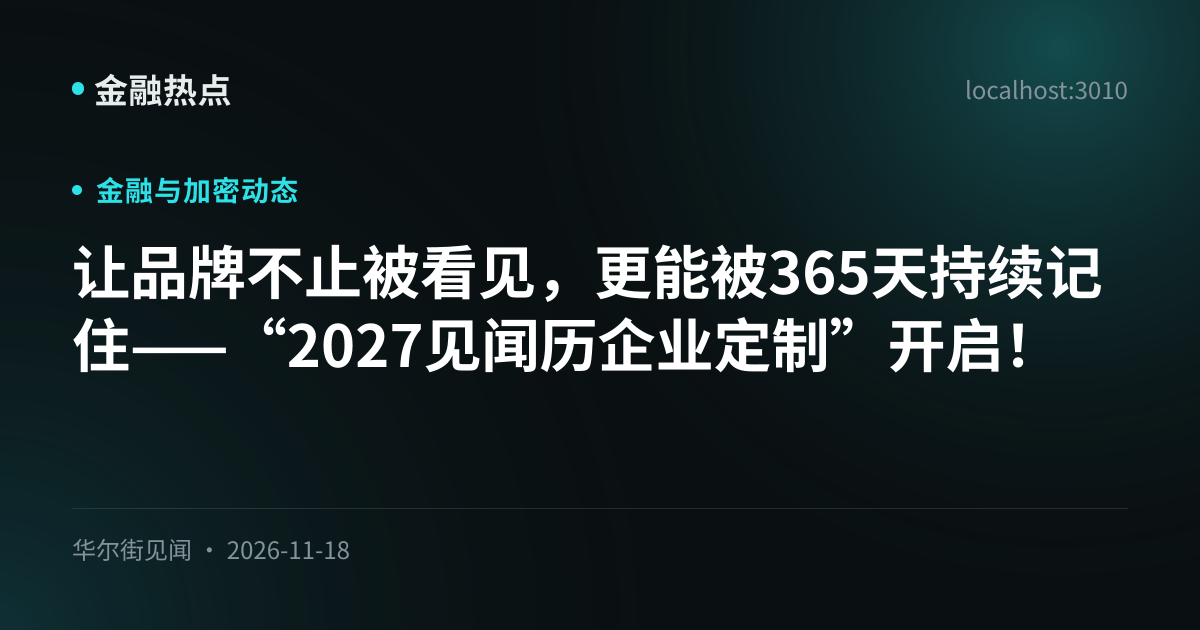 金融热点
localhost:3010
金融与加密动态
让品牌不止被看见，更能被365天持续记
住——“2027见闻历企业定制”开启！
华尔街见闻 · 2026-11-18